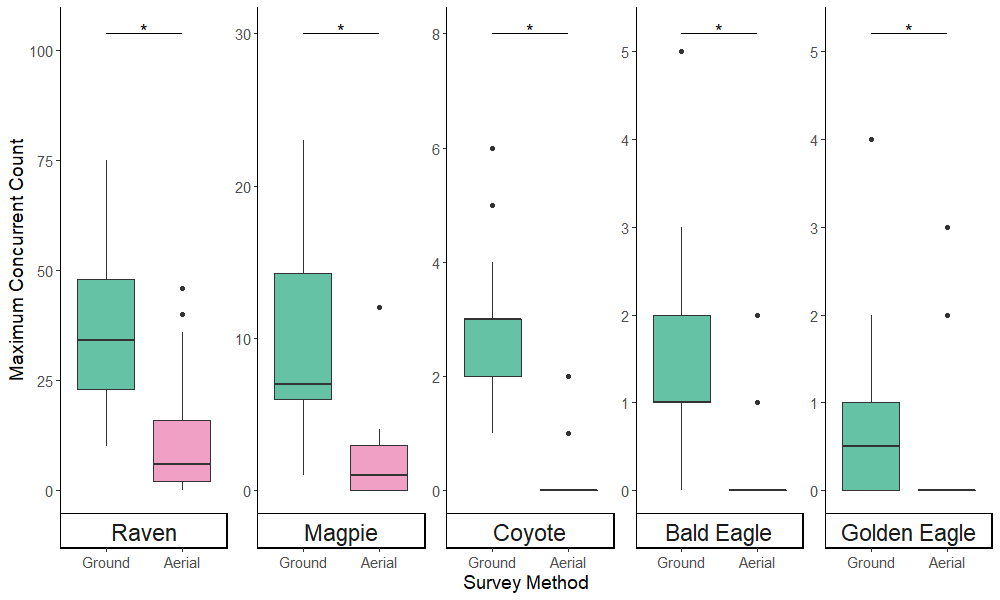 Maximum Concurrent Count
100
75
50
25
0
*
30
20
10
0
*
8
6
4
2
0
*
5
4
3
2
1
0
*
5
4
3
2
1
0
*
Raven
Magpie
Coyote
Bald Eagle
Golden Eagle
Ground Aerial
Ground Aerial
Ground Aerial
Ground Aerial
Ground Aerial
Survey Method